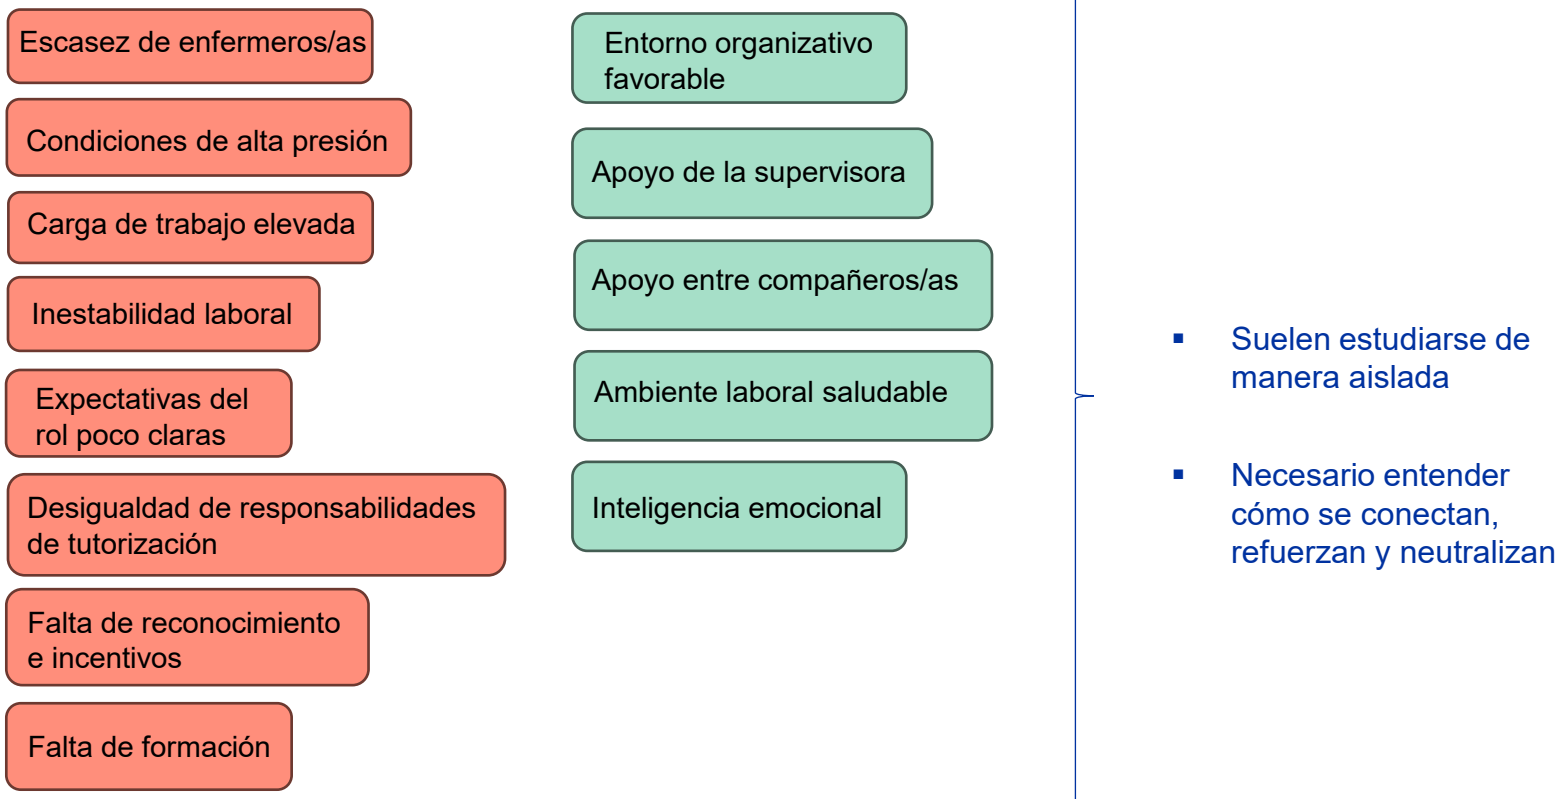 Escasez de enfermeros/as
Condiciones de alta presión
Carga de trabajo elevada
Inestabilidad laboral
Expectativas del
rol poco claras
Desigualdad de responsabilidades
de tutorización
Falta de reconocimiento
e incentivos
Falta de formación
Entorno organizativo
favorable
Apoyo de la supervisora
Apoyo entre compañeros/as
Ambiente laboral saludable
Inteligencia emocional
▪ Suelen estudiarse de
manera aislada
▪ Necesario entender
cómo se conectan,
refuerzan y neutralizan